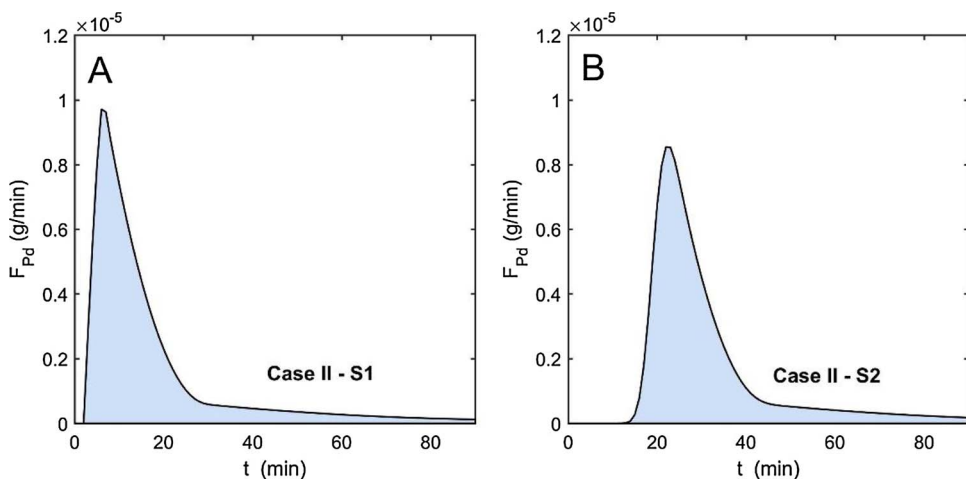 ×10⁻⁵
1.2
A
1
0.8
0.6
0.4
0.2
0
F_Pd (g/min)
Case II - S1
0 20 40 60 80
t (min)
×10⁻⁵
1.2
B
1
0.8
0.6
0.4
0.2
0
F_Pd (g/min)
Case II - S2
0 20 40 60 80
t (min)